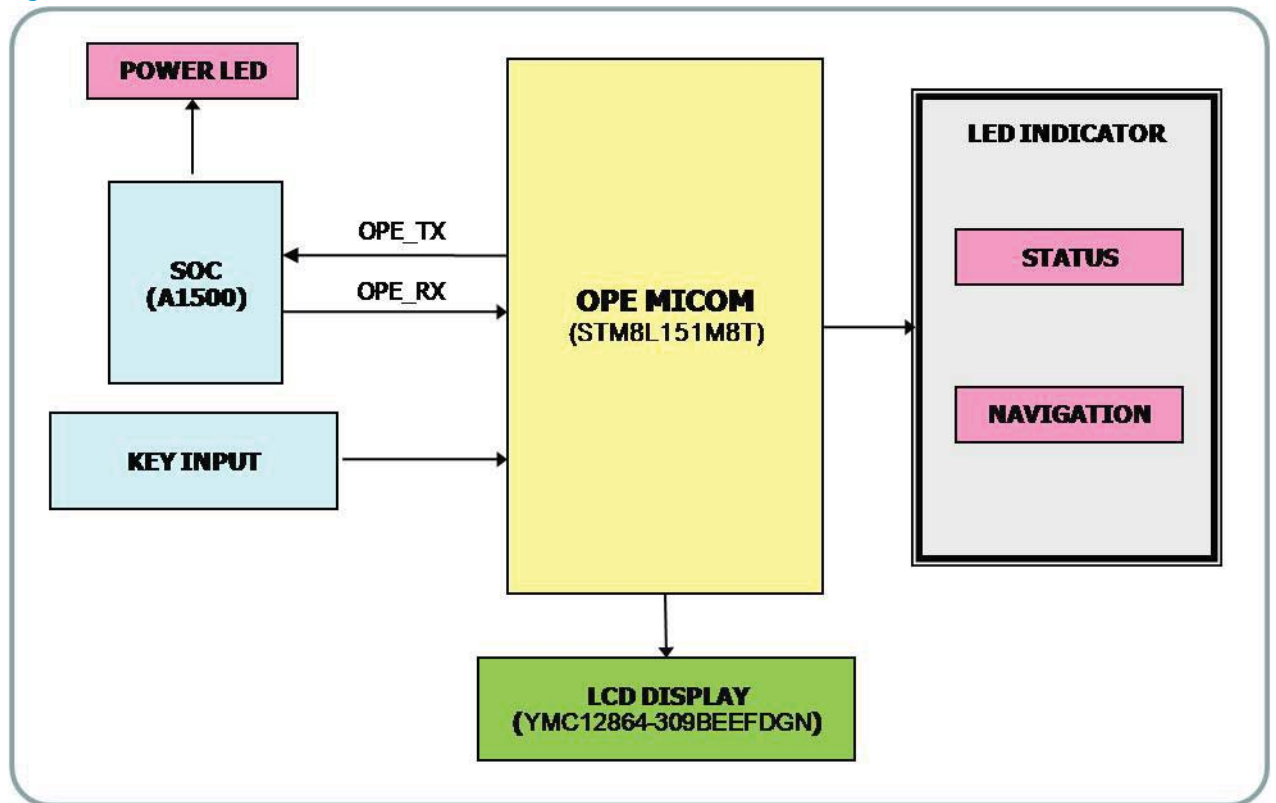 POWER LED
SOC
(A1500)
OPE_TX
OPE_RX
KEY INPUT
OPE MICOM
(STM8L151M8T)
LED INDICATOR
STATUS
NAVIGATION
LCD DISPLAY
(YMC12864-309BEEFDGN)